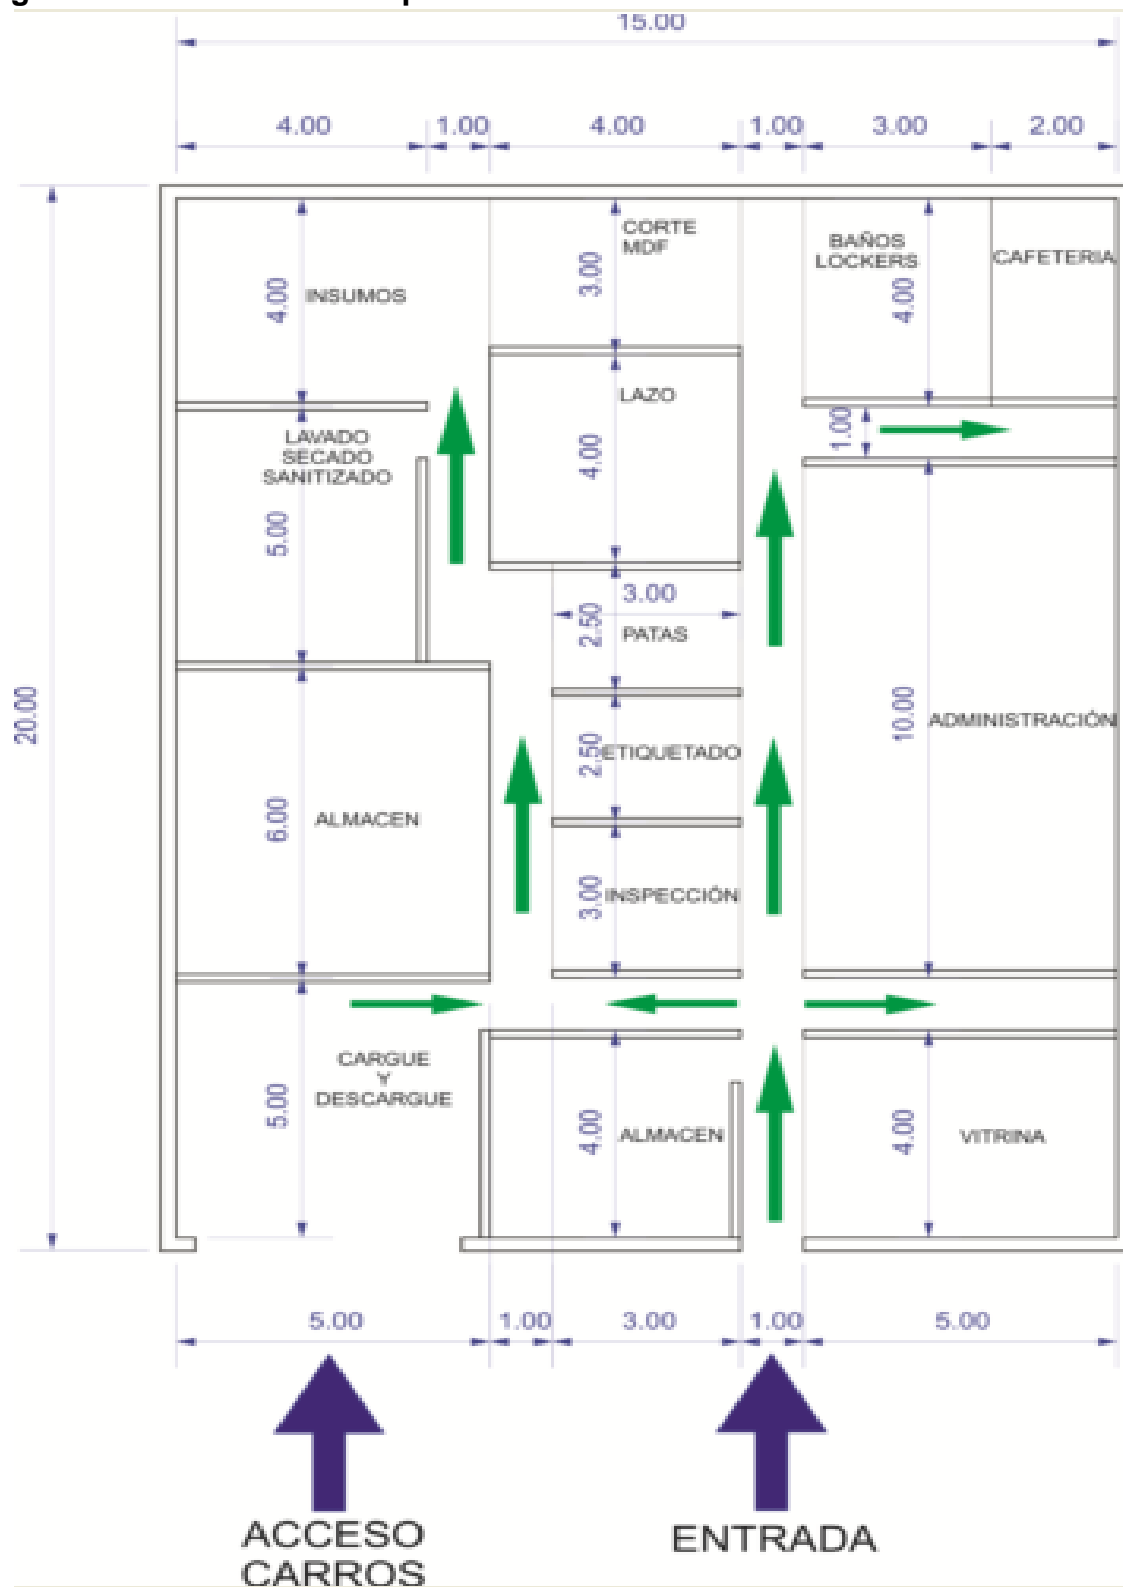 15.00
4.00 1.00 4.00 1.00 3.00 2.00
CORTE
MDF
3.00
BAÑOS
LOCKERS
4.00
CAFETERIA
4.00
INSUMOS
LAZO
4.00
1.00
LAVADO
SECADO
SANITIZADO
5.00
3.00
2.50
PATAS
20.00
10.00
ADMINISTRACIÓN
2.50
ETIQUETADO
6.00
ALMACEN
3.00
INSPECCIÓN
CARGUE
Y
DESCARGUE
5.00
4.00
ALMACEN
4.00
VITRINA
5.00 1.00 3.00 1.00 5.00
ACCESO
CARROS
ENTRADA